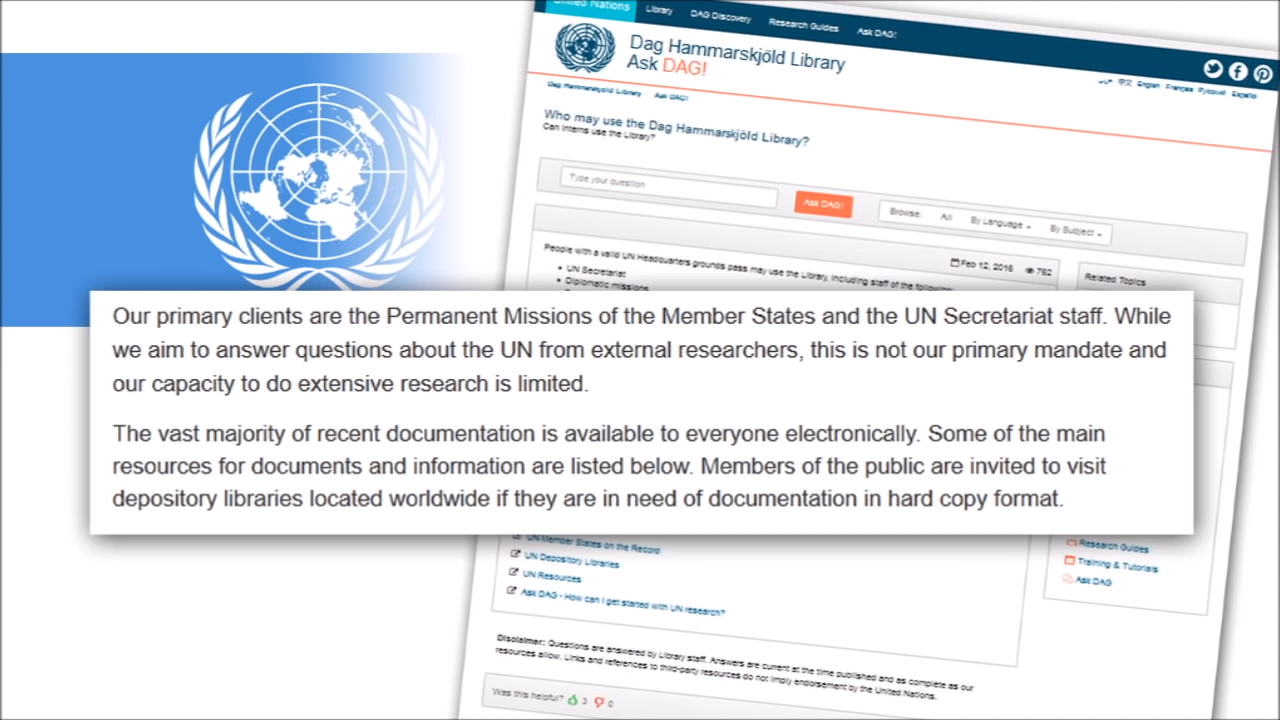 United Nations
Library
DAG Discovery
Research Guides
Ask DAG!
Dag Hammarskjöld Library
Ask DAG!
中文 English Français Русский Español
Dag Hammarskjöld Library
Ask DAG!
Who may use the Dag Hammarskjöld Library?
Can interns use the Library?
Type your question
Ask DAG!
Browse: All By Language By Subject
Feb 12, 2016 762
People with a valid UN Headquarters grounds pass may use the Library, including staff of the following
UN Secretariat
Diplomatic missions
Related Topics
Our primary clients are the Permanent Missions of the Member States and the UN Secretariat staff. While
we aim to answer questions about the UN from external researchers, this is not our primary mandate and
our capacity to do extensive research is limited.
The vast majority of recent documentation is available to everyone electronically. Some of the main
resources for documents and information are listed below. Members of the public are invited to visit
depository libraries located worldwide if they are in need of documentation in hard copy format.
UN Member States on the Record
UN Depository Libraries
UN Resources
Ask DAG - How can I get started with UN research?
Research Guides
Training & Tutorials
Ask DAG
Disclaimer: Questions are answered by Library staff. Answers are current at the time published and as complete as our
resources allow. Links and references to third-party resources do not imply endorsement by the United Nations.
Was this helpful? 3 0